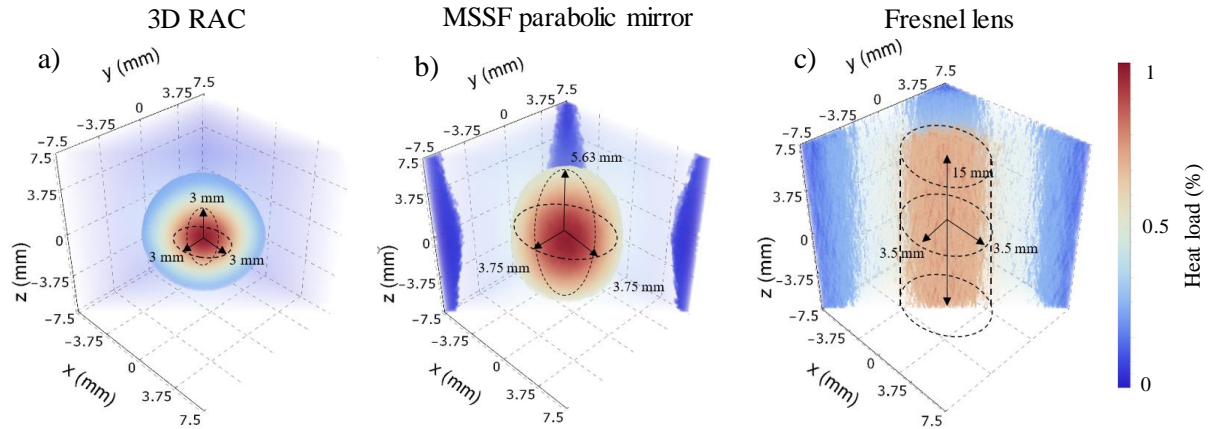 3D RAC
MSSF parabolic mirror
Fresnel lens
a)
y (mm)
7.5
3.75
0
−3.75
−7.5
7.5
3.75
0
−3.75
−7.5
z (mm)
−7.5
−3.75
0
3.75
7.5
x (mm)
3 mm
3 mm
3 mm
b)
y (mm)
7.5
3.75
0
−3.75
−7.5
7.5
3.75
0
−3.75
−7.5
z (mm)
−7.5
−3.75
0
3.75
7.5
x (mm)
5.63 mm
3.75 mm
3.75 mm
c)
y (mm)
7.5
3.75
0
−3.75
−7.5
7.5
3.75
0
−3.75
−7.5
z (mm)
−7.5
−3.75
0
3.75
7.5
x (mm)
15 mm
3.5 mm
3.5 mm
1
0.5
0
Heat load (%)